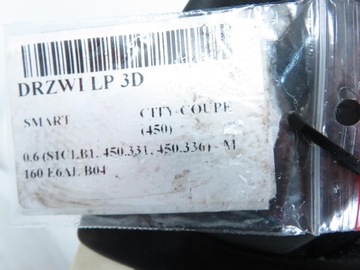 DRZWI LP 3D
SMART CITY-COUPE
(450)
0.6 (S1CLB1, 450.331, 450.336) - M
160 E6AL B04